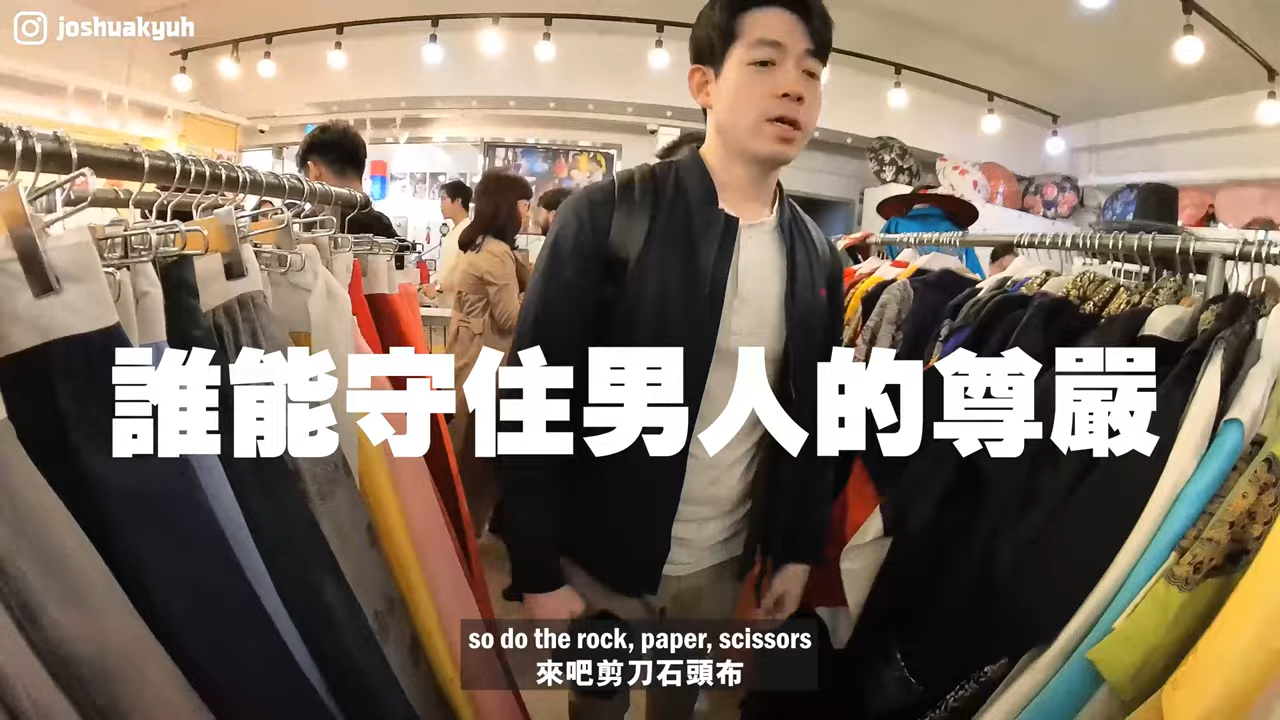 joshuakyuh
誰能守住男人的尊嚴
so do the rock, paper, scissors
來吧剪刀石頭布